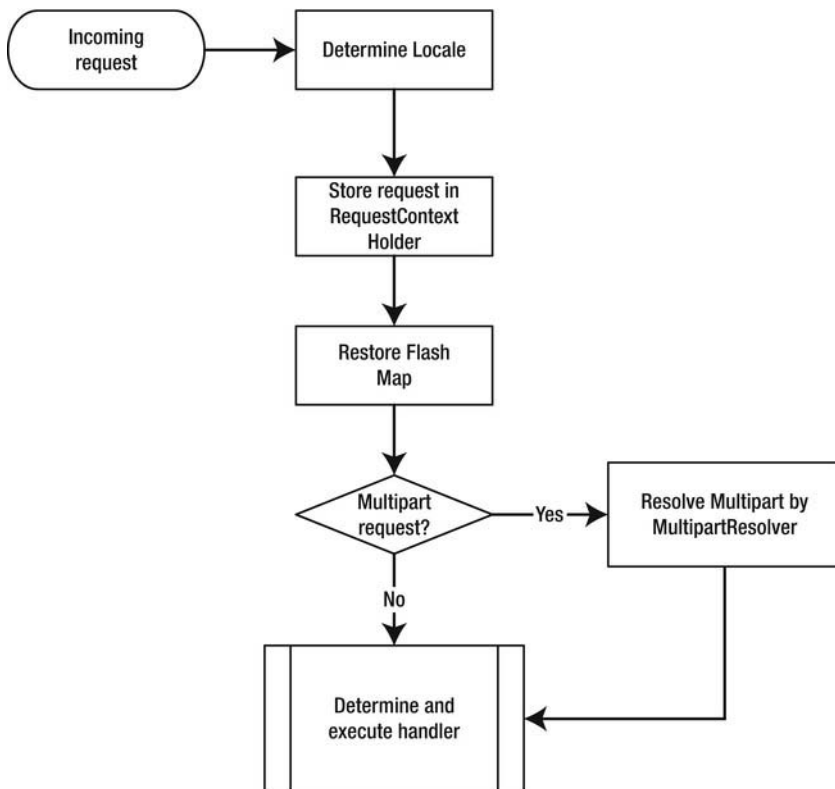 Incoming
request
Determine Locale
Store request in
RequestContext
Holder
Restore Flash
Map
Multipart
request?
Yes
Resolve Multipart by
MultipartResolver
No
Determine and
execute handler